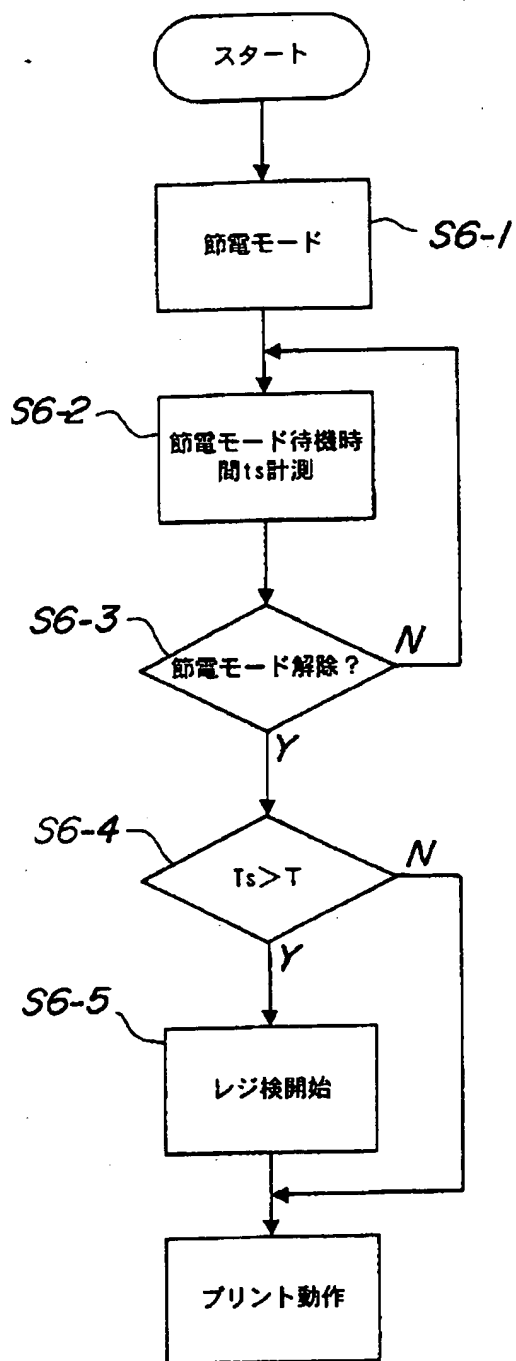 スタート
節電モード
S6-1
S6-2
節電モード待機時
間ts計測
S6-3
節電モード解除?
N
Y
S6-4
Ts>T
N
Y
S6-5
レジ検開始
プリント動作